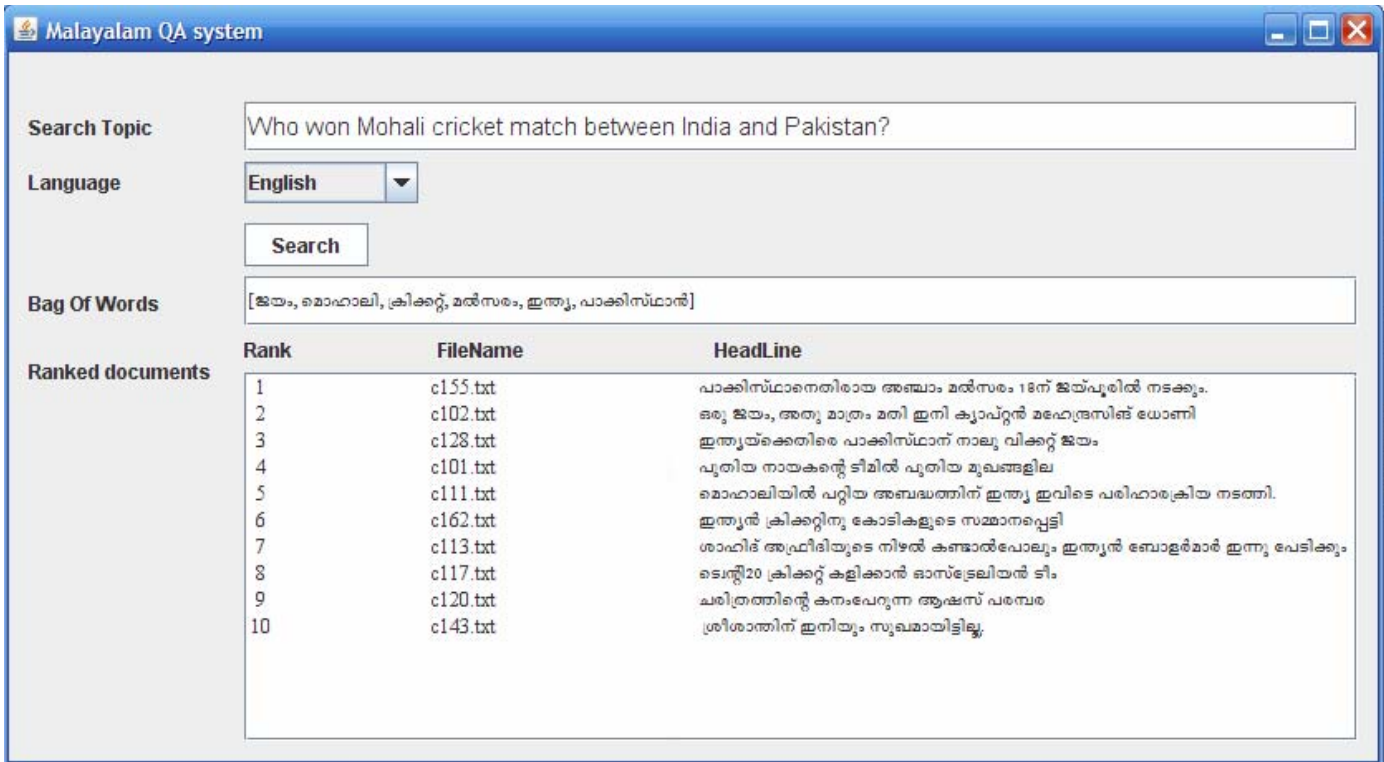 Malayalam QA system
Search Topic Who won Mohali cricket match between India and Pakistan?
Language English
Search
Bag Of Words [ജയം, മൊഹാലി, ക്രിക്കറ്റ്, മൽസരം, ഇന്ത്യ, പാക്കിസ്ഥാൻ]
Ranked documents
Rank FileName HeadLine
1 c155.txt പാക്കിസ്ഥാനെതിരായ അഞ്ചാം മൽസരം 18ന് ജയ്പൂരിൽ നടക്കും.
2 c102.txt ഒരു ജയം, അതു മാത്രം മതി ഇനി ക്യാപ്റ്റൻ മഹേന്ദ്രസിങ് ധോണി
3 c128.txt ഇന്ത്യയ്ക്കെതിരെ പാക്കിസ്ഥാന് നാലു വിക്കറ്റ് ജയം
4 c101.txt പുതിയ നായകന്റെ ടീമിൽ പുതിയ മുഖങ്ങളില
5 c111.txt മൊഹാലിയിൽ പറ്റിയ അബദ്ധത്തിന് ഇന്ത്യ ഇവിടെ പരിഹാരക്രിയ നടത്തി.
6 c162.txt ഇന്ത്യൻ ക്രിക്കറ്റിനു കോടികളുടെ സമ്മാനപ്പെട്ടി
7 c113.txt ശാഹിദ് അഫ്രീദിയുടെ നിഴൽ കണ്ടാൽപോലും ഇന്ത്യൻ ബോളർമാർ ഇന്നു പേടിക്കും
8 c117.txt ട്വെന്റി20 ക്രിക്കറ്റ് കളിക്കാൻ ഓസ്ട്രേലിയൻ ടീം
9 c120.txt ചരിത്രത്തിന്റെ കനംപേറുന്ന ആഷസ് പരമ്പര
10 c143.txt ശ്രീശാന്തിന് ഇനിയും സുഖമായിട്ടില്ല.